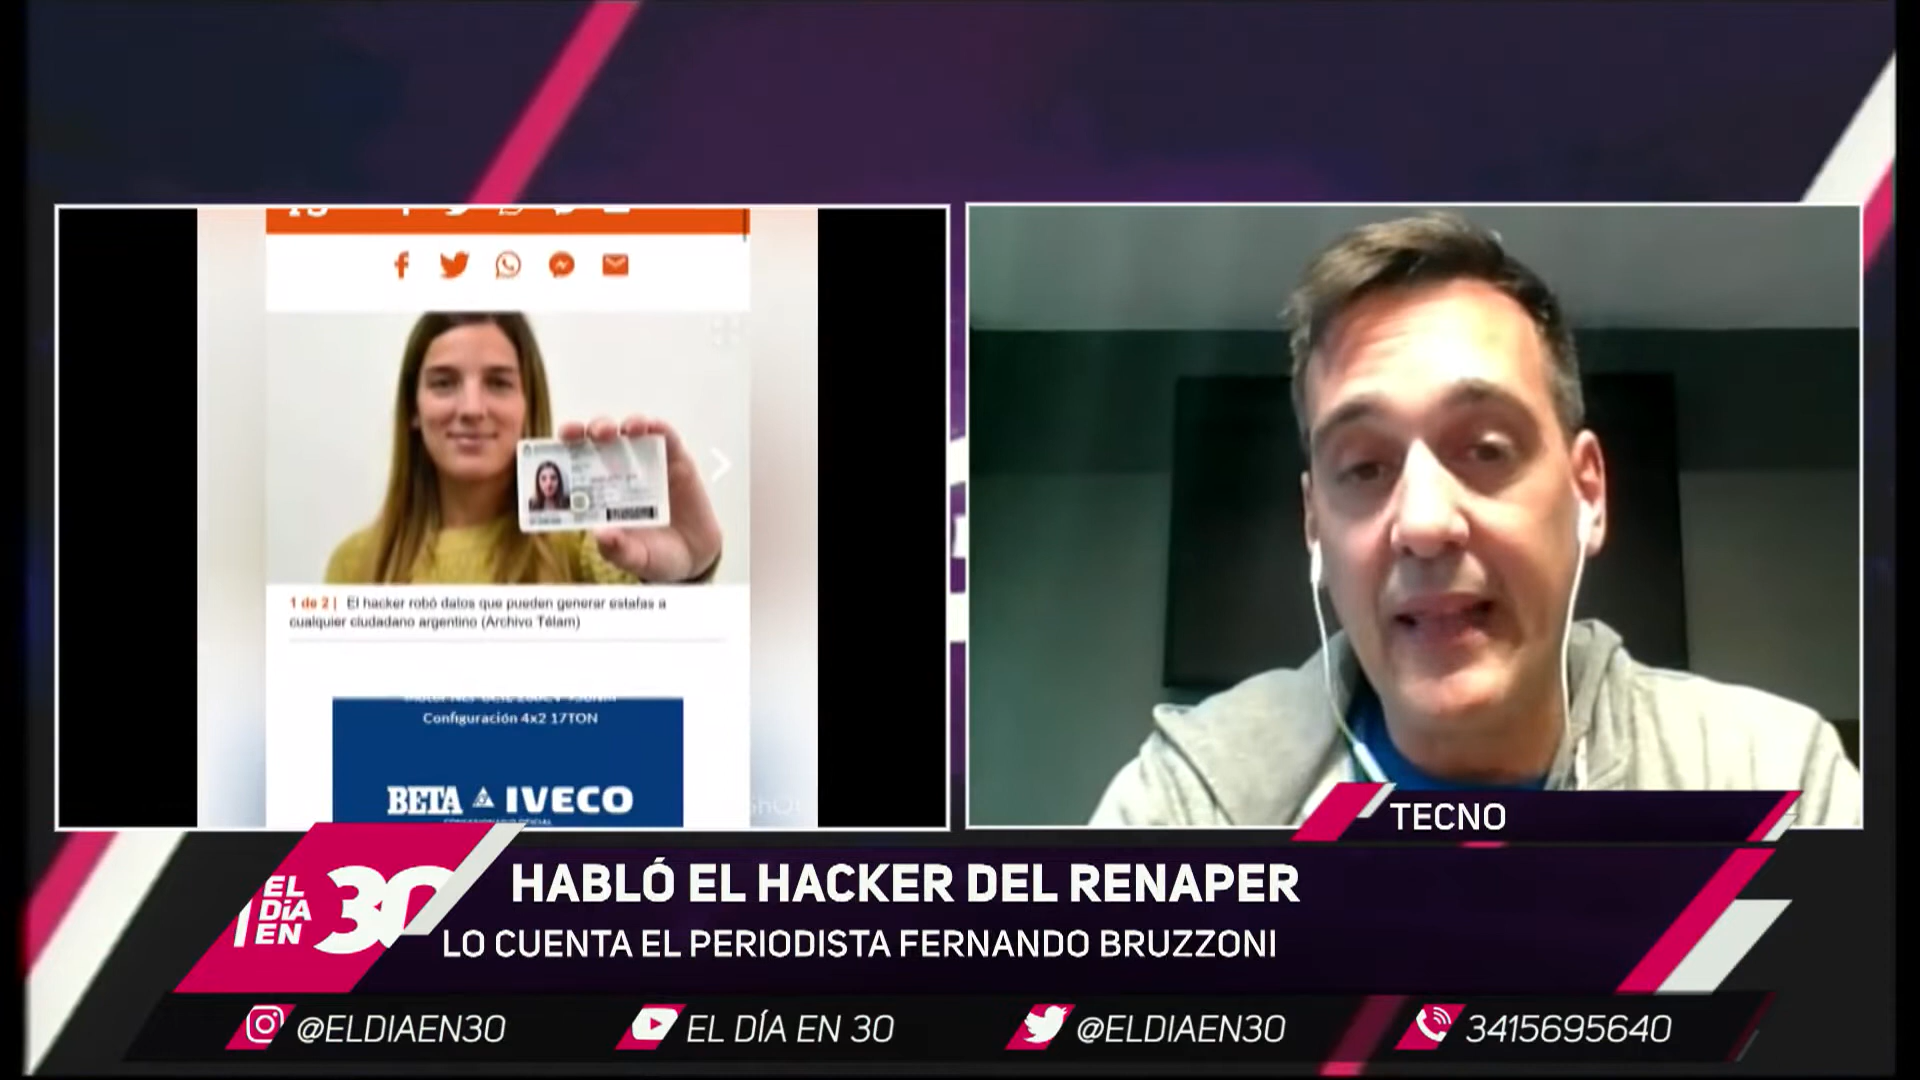 1 de 2 | El hacker robó datos que pueden generar estafas a
cualquier ciudadano argentino (Archivo Télam)
Configuración 4x2 17TON
BETA IVECO
TECNO
EL
DÍA
EN
30
HABLÓ EL HACKER DEL RENAPER
LO CUENTA EL PERIODISTA FERNANDO BRUZZONI
@ELDIAEN30
EL DÍA EN 30
@ELDIAEN30
3415695640